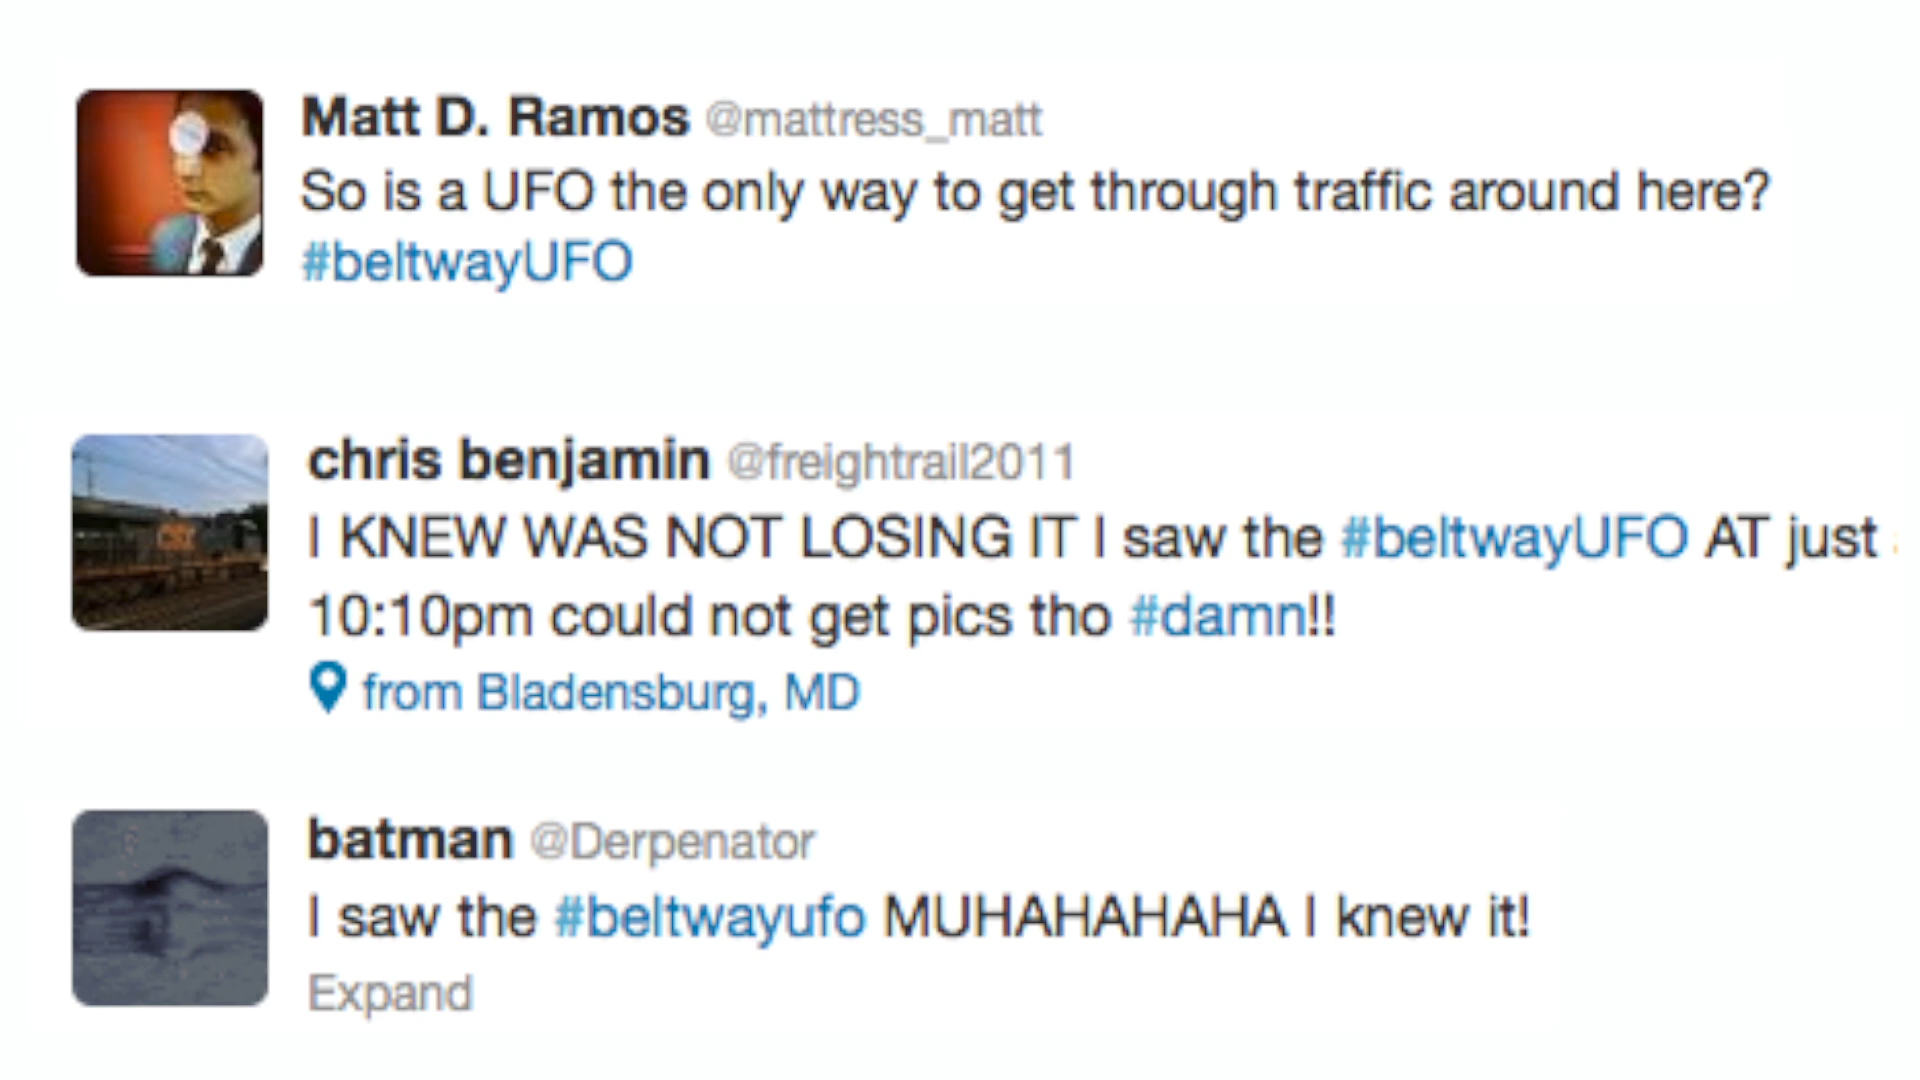 Matt D. Ramos @mattress_matt
So is a UFO the only way to get through traffic around here?
#beltwayUFO
chris benjamin @freightrail2011
I KNEW WAS NOT LOSING IT I saw the #beltwayUFO AT just
10:10pm could not get pics tho #damn!!
from Bladensburg, MD
batman @Derpenator
I saw the #beltwayufo MUHAHAHAHA I knew it!
Expand